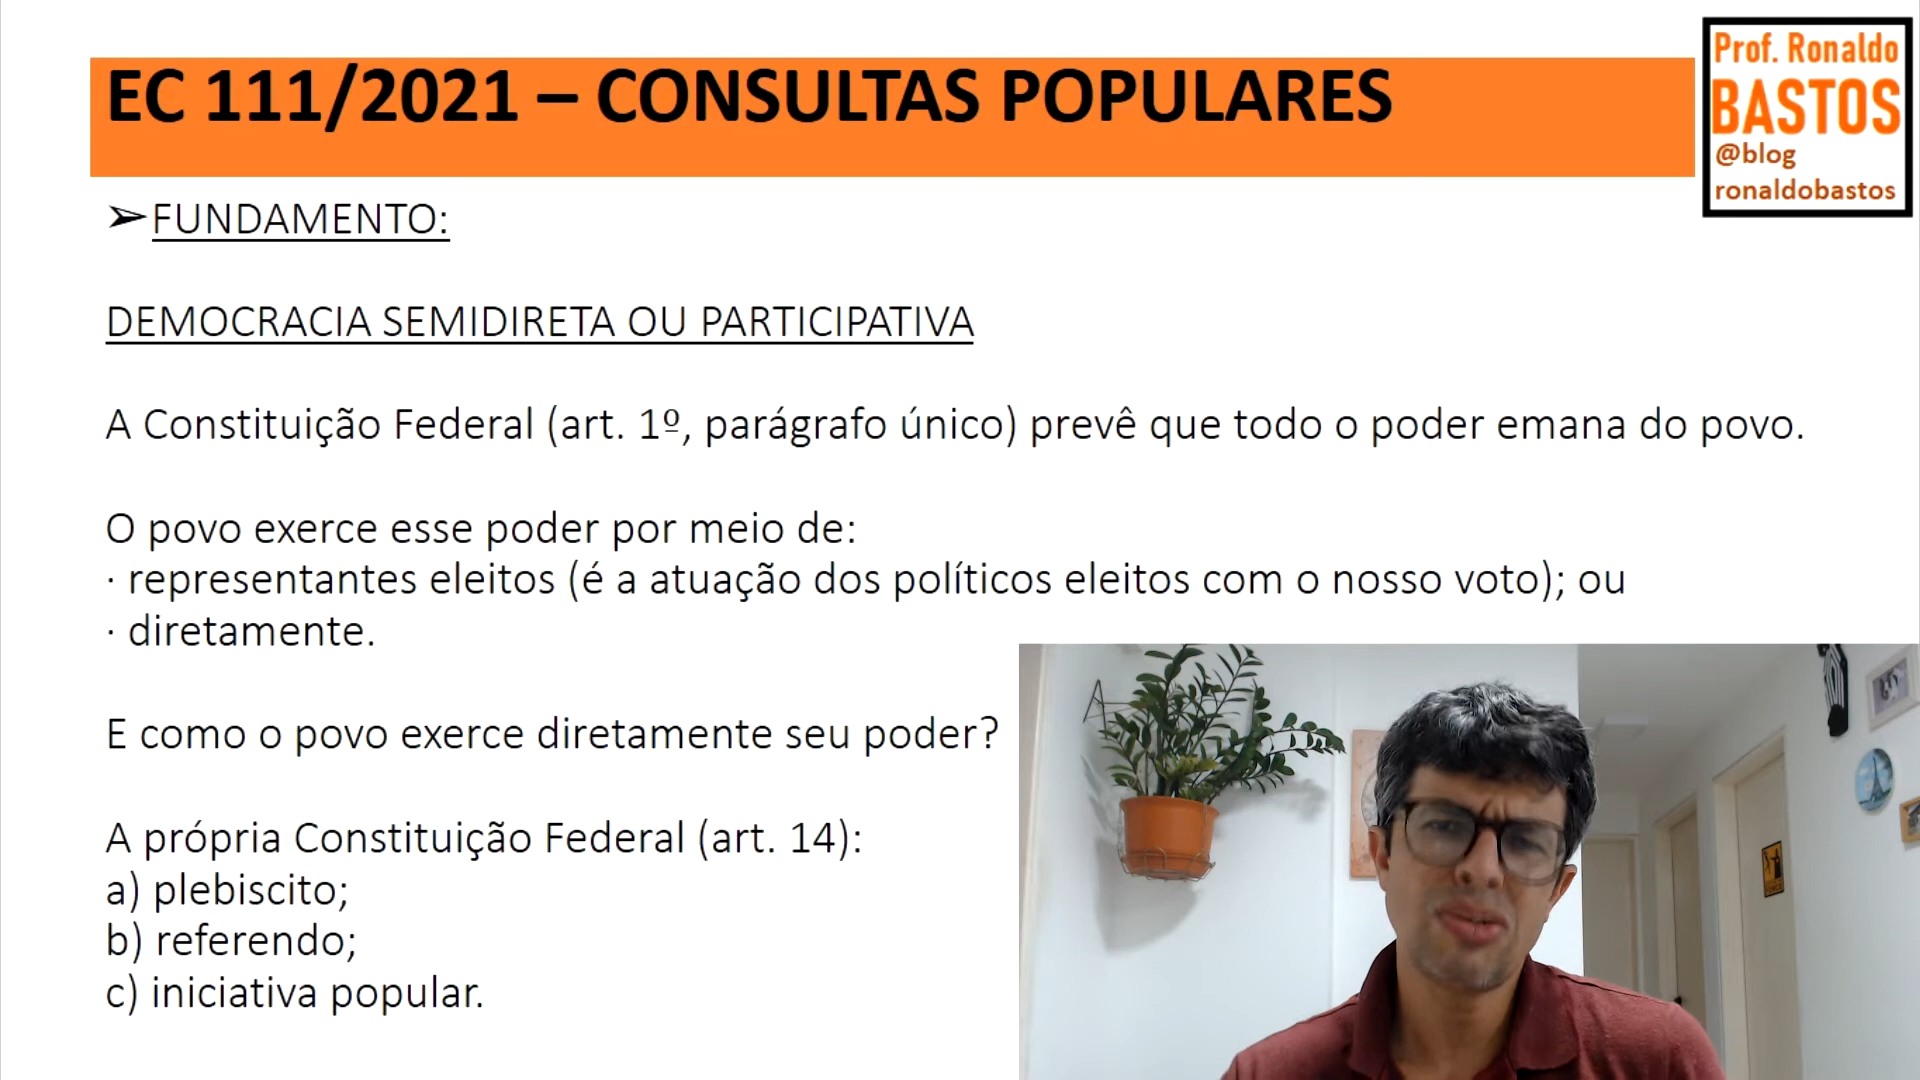 EC 111/2021 – CONSULTAS POPULARES
Prof. Ronaldo
BASTOS
@blog
ronaldobastos
➢FUNDAMENTO:
DEMOCRACIA SEMIDIRETA OU PARTICIPATIVA
A Constituição Federal (art. 1º, parágrafo único) prevê que todo o poder emana do povo.
O povo exerce esse poder por meio de:
· representantes eleitos (é a atuação dos políticos eleitos com o nosso voto); ou
· diretamente.
E como o povo exerce diretamente seu poder?
A própria Constituição Federal (art. 14):
a) plebiscito;
b) referendo;
c) iniciativa popular.